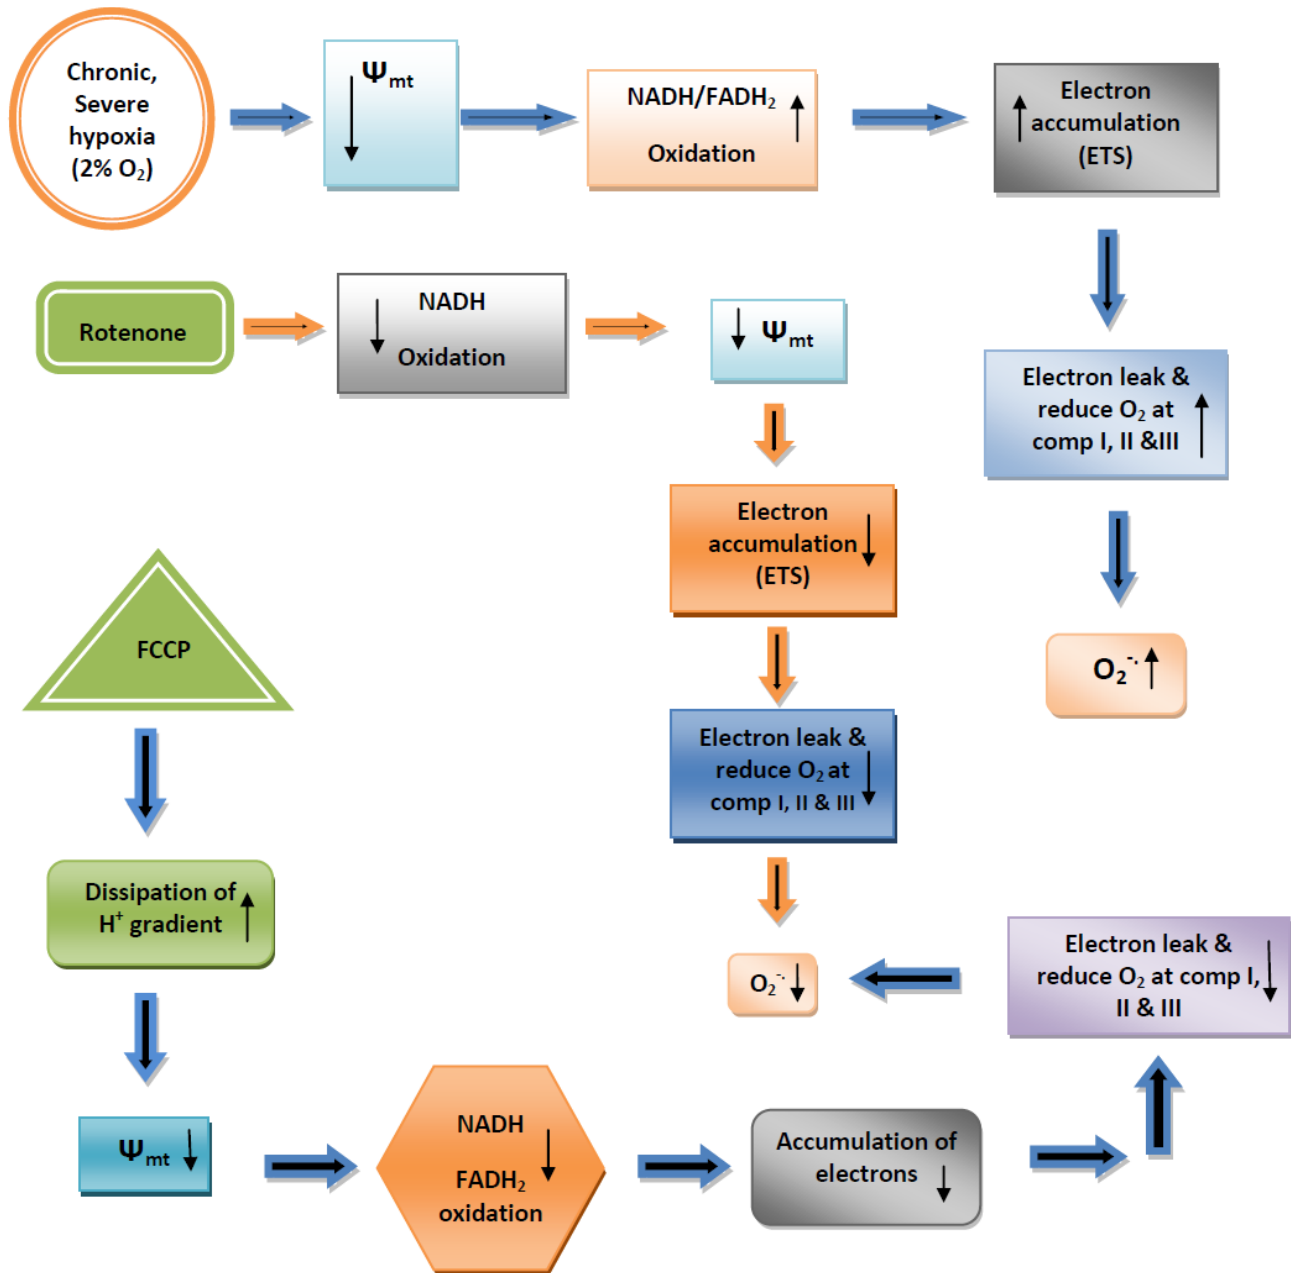 Chronic,
Severe
hypoxia
(2% O₂)
↓ Ψmt
NADH/FADH₂ ↑
Oxidation
↑ Electron
accumulation
(ETS)
Rotenone
↓ NADH
Oxidation
↓ Ψmt
Electron leak &
reduce O₂ at ↑
comp I, II &III
Electron
accumulation ↓
(ETS)
O₂⁻· ↑
FCCP
Electron leak &
reduce O₂ at ↓
comp I, II & III
Dissipation of
H⁺ gradient ↑
O₂⁻· ↓
Electron leak &
reduce O₂ at comp I, ↓
II & III
Ψmt ↓
NADH ↓
FADH₂
oxidation
Accumulation of
electrons ↓